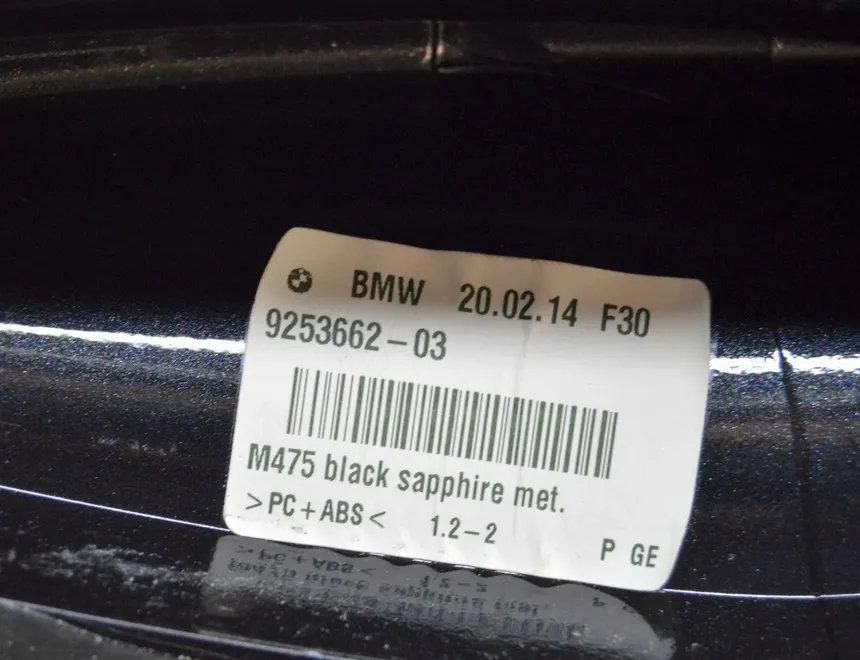 BMW 20.02.14 F30
9253662-03
M475 black sapphire met.
>PC+ABS< 1.2-2 P GE